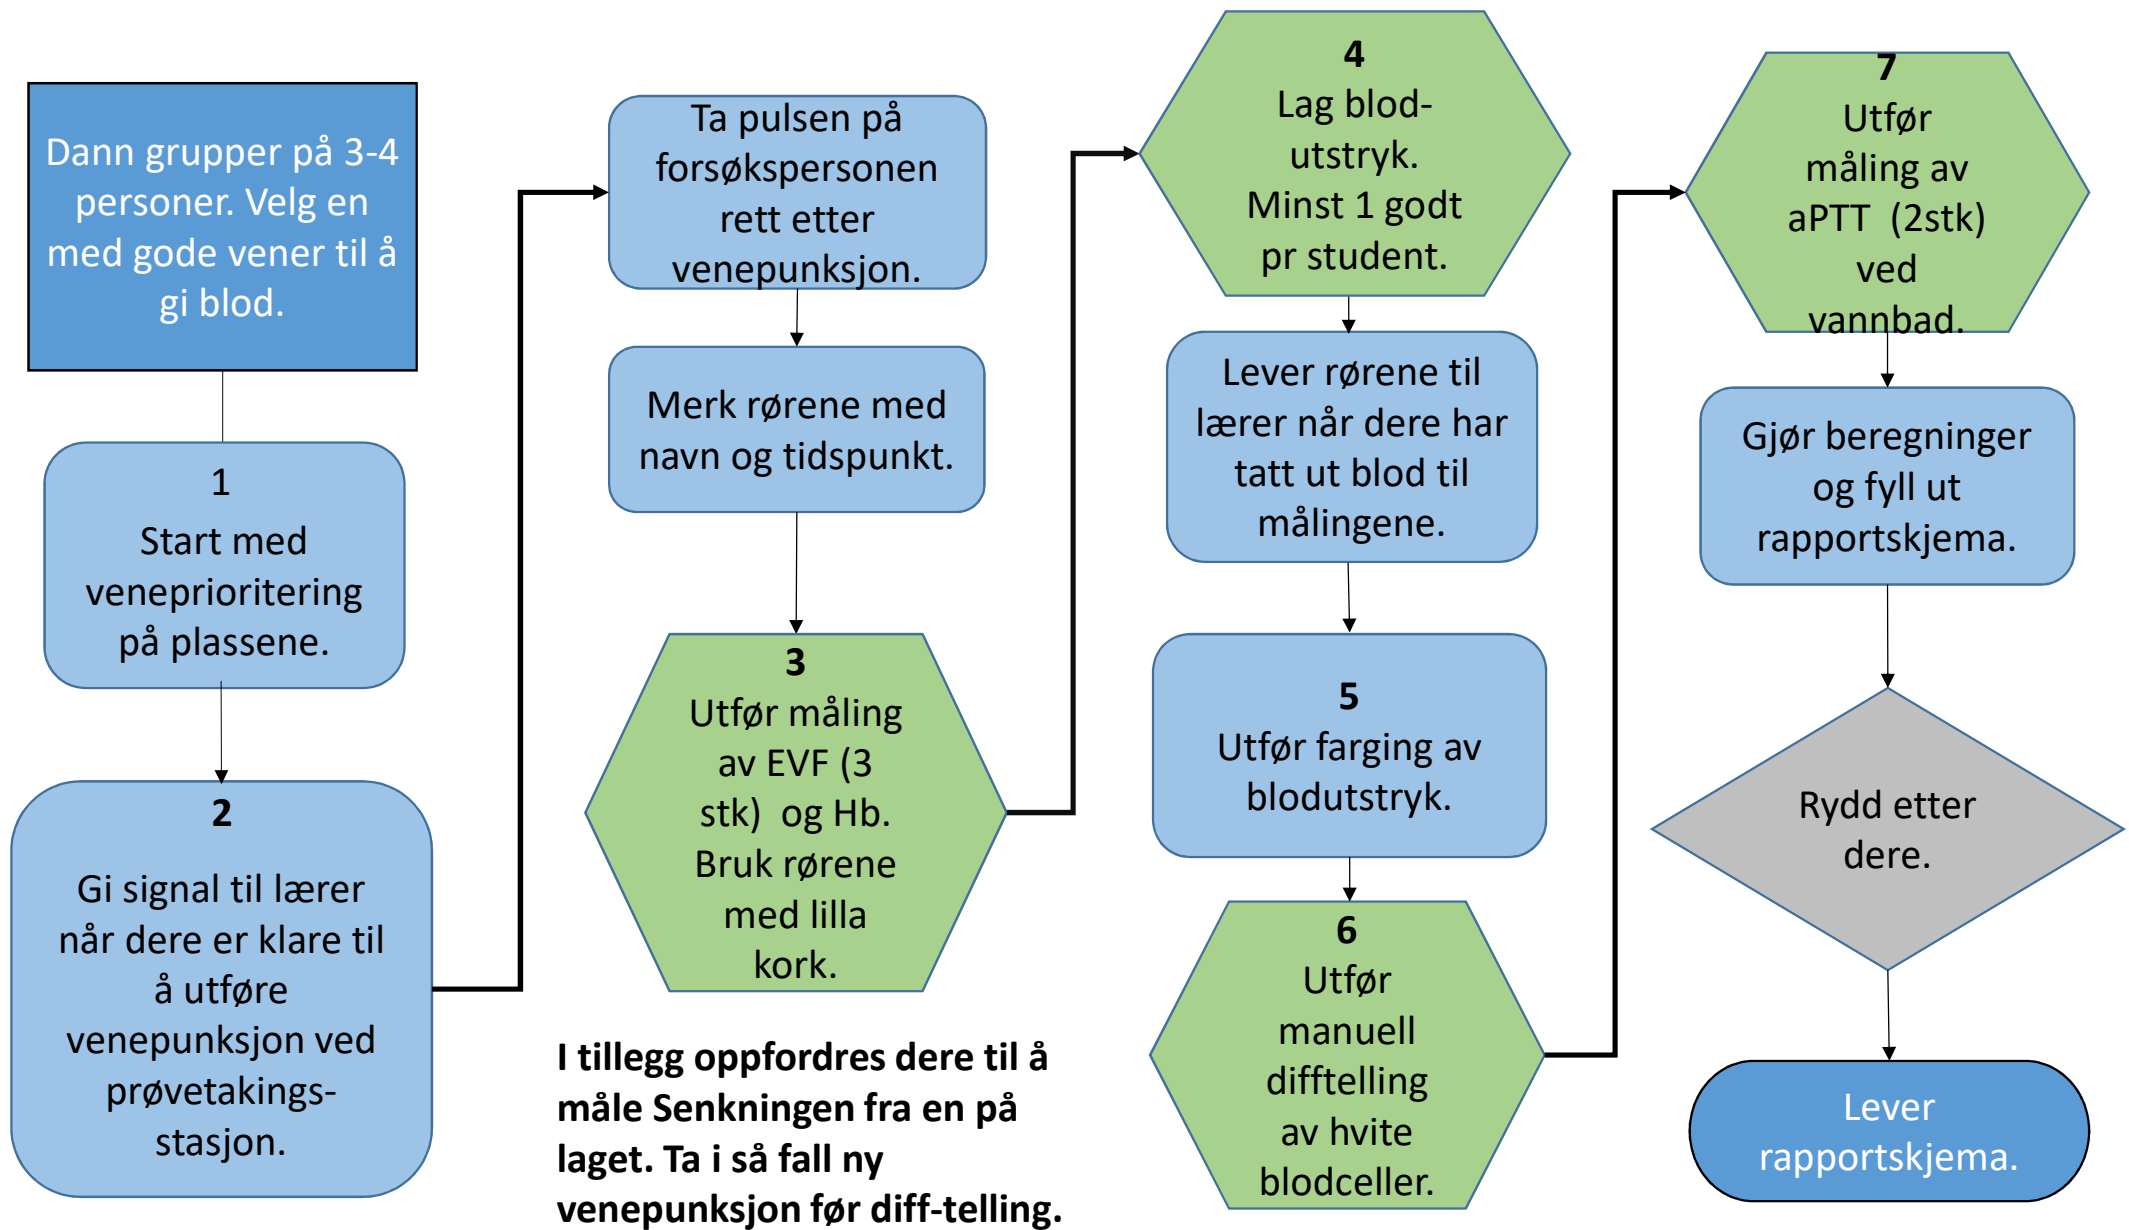 Dann grupper på 3-4
personer. Velg en
med gode vener til å
gi blod.
1
Start med
veneprioritering
på plassene.
2
Gi signal til lærer
når dere er klare til
å utføre
venepunksjon ved
prøvetakings-
stasjon.
Ta pulsen på
forsøkspersonen
rett etter
venepunksjon.
Merk rørene med
navn og tidspunkt.
3
Utfør måling
av EVF (3
stk)  og Hb.
Bruk rørene
med lilla
kork.
I tillegg oppfordres dere til å
måle Senkningen fra en på
laget. Ta i så fall ny
venepunksjon før diff-telling.
4
Lag blod-
utstryk.
Minst 1 godt
pr student.
Lever rørene til
lærer når dere har
tatt ut blod til
målingene.
5
Utfør farging av
blodutstryk.
6
Utfør
manuell
difftelling
av hvite
blodceller.
7
Utfør
måling av
aPTT  (2stk)
ved
vannbad.
Gjør beregninger
og fyll ut
rapportskjema.
Rydd etter
dere.
Lever
rapportskjema.